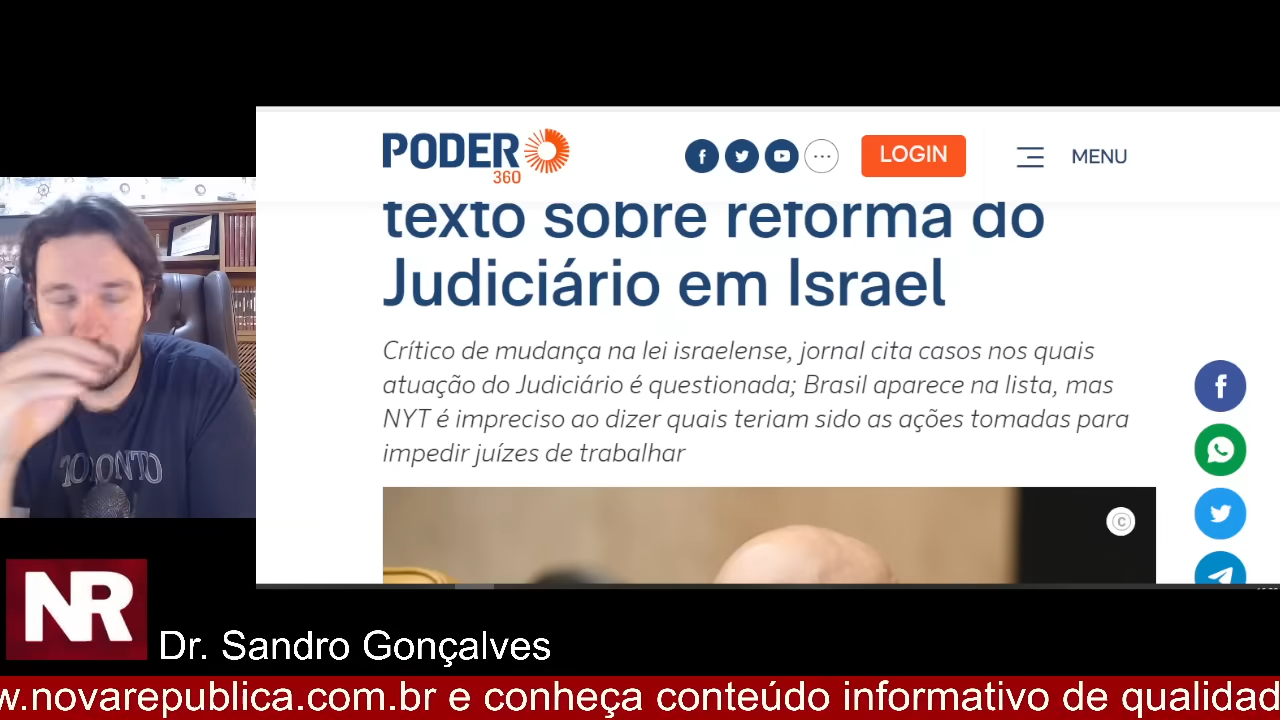 PODER
360
LOGIN
MENU
texto sobre reforma do
Judiciário em Israel
Crítico de mudança na lei israelense, jornal cita casos nos quais
atuação do Judiciário é questionada; Brasil aparece na lista, mas
NYT é impreciso ao dizer quais teriam sido as ações tomadas para
impedir juízes de trabalhar
©
TORONTO
NR
Dr. Sandro Gonçalves
w.novarepublica.com.br e conheça conteúdo informativo de qualidad